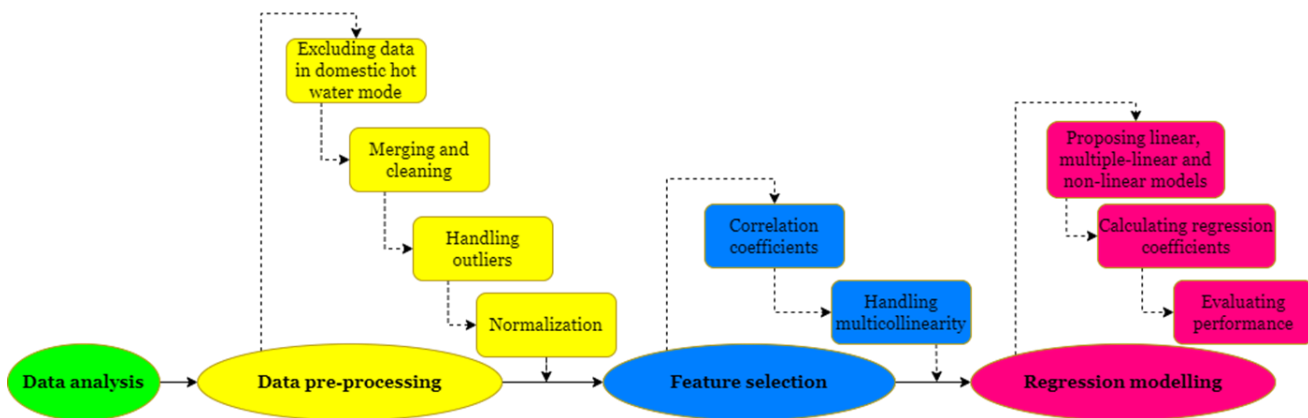 Excluding data
in domestic hot
water mode
Merging and
cleaning
Handling
outliers
Normalization
Correlation
coefficients
Handling
multicollinearity
Proposing linear,
multiple-linear and
non-linear models
Calculating regression
coefficients
Evaluating
performance
Data analysis
Data pre-processing
Feature selection
Regression modelling